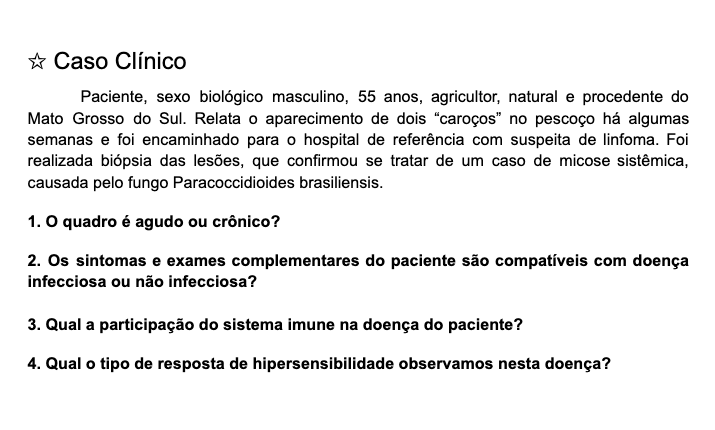 ☆ Caso Clínico
Paciente, sexo biológico masculino, 55 anos, agricultor, natural e procedente do
Mato Grosso do Sul. Relata o aparecimento de dois “caroços” no pescoço há algumas
semanas e foi encaminhado para o hospital de referência com suspeita de linfoma. Foi
realizada biópsia das lesões, que confirmou se tratar de um caso de micose sistêmica,
causada pelo fungo Paracoccidioides brasiliensis.
1. O quadro é agudo ou crônico?
2. Os sintomas e exames complementares do paciente são compatíveis com doença
infecciosa ou não infecciosa?
3. Qual a participação do sistema imune na doença do paciente?
4. Qual o tipo de resposta de hipersensibilidade observamos nesta doença?